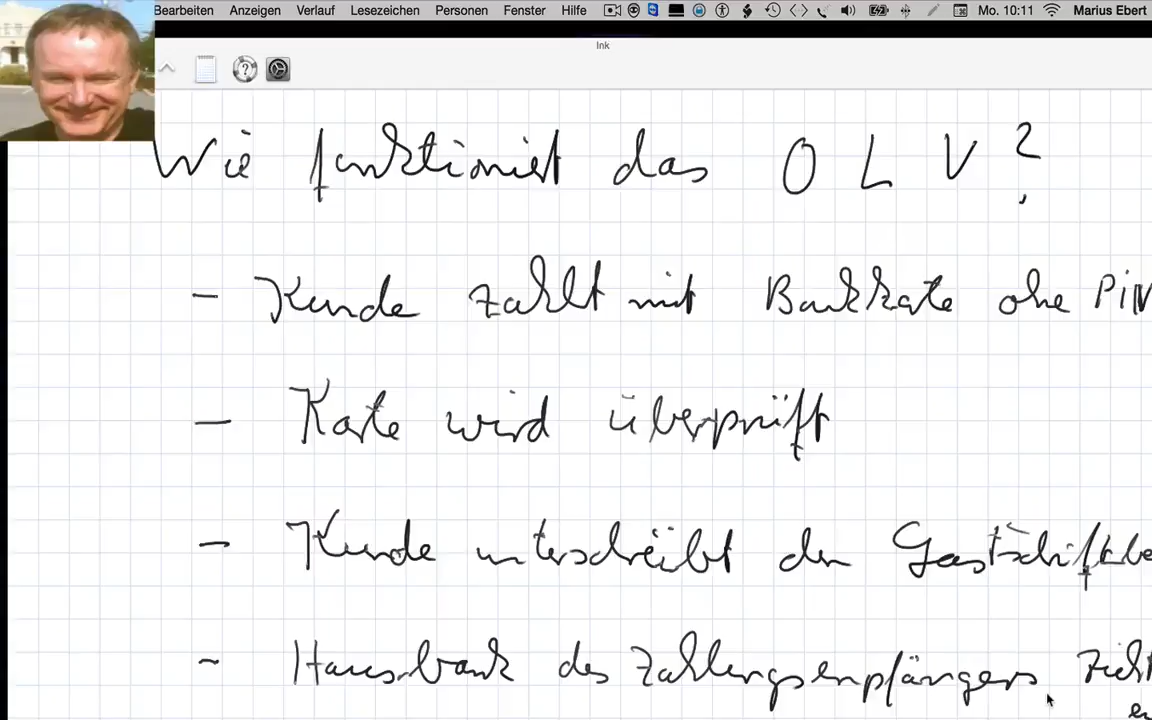 Bearbeiten Anzeigen Verlauf Lesezeichen Personen Fenster Hilfe Mo. 10:11 Marius Ebert
Ink
Wie funktioniert das OLV?
- Kunde zahlt mit Bankkarte ohne PIN
- Karte wird überprüft
- Kunde unterschreibt den
- Hausbank des Zahlungsempfängers zieht